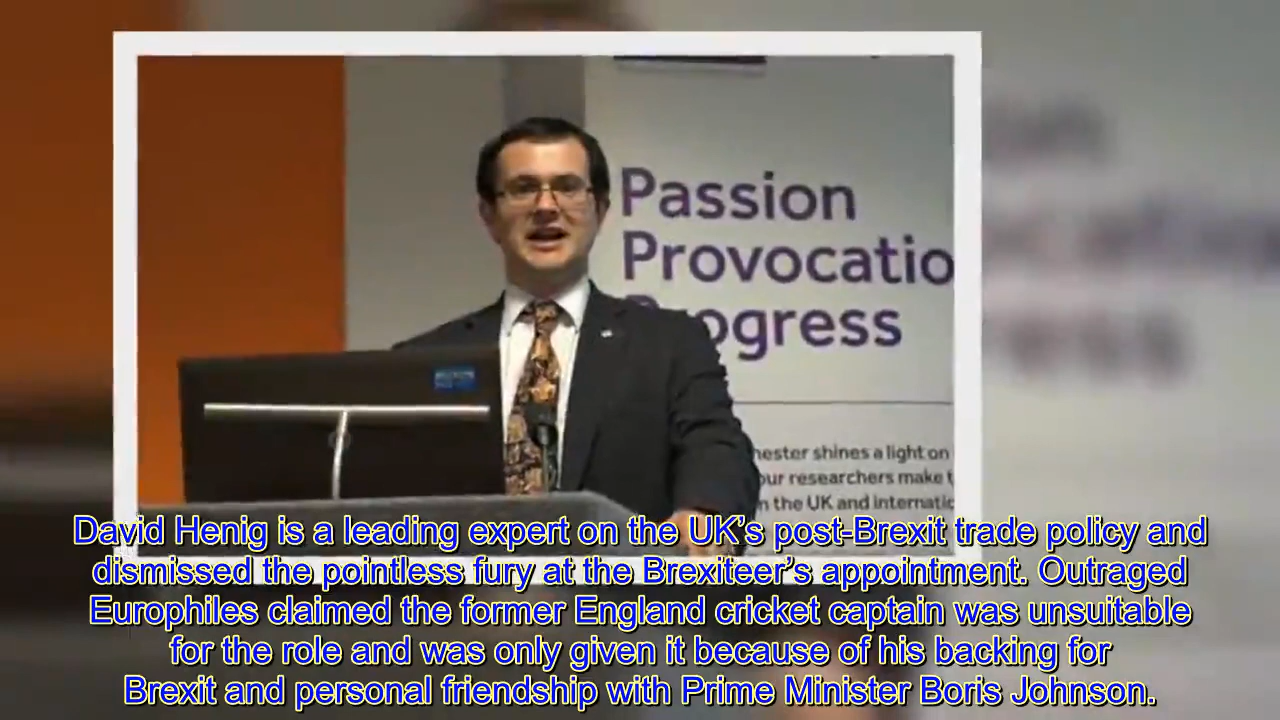 Passion
Provocatio
Progress
hester shines a light on
our researchers make t
n the UK and internatic
David Henig is a leading expert on the UK’s post-Brexit trade policy and
dismissed the pointless fury at the Brexiteer’s appointment. Outraged
Europhiles claimed the former England cricket captain was unsuitable
for the role and was only given it because of his backing for
Brexit and personal friendship with Prime Minister Boris Johnson.